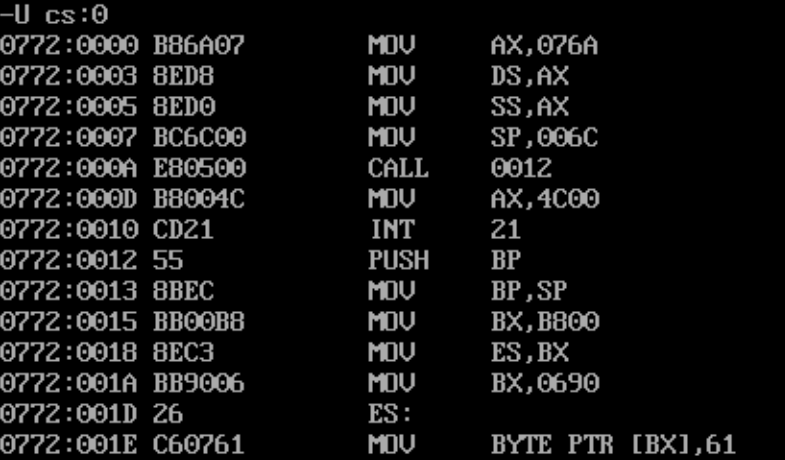 -U cs:0
0772:0000 B86A07 MOV AX,076A
0772:0003 8ED8 MOV DS,AX
0772:0005 8ED0 MOV SS,AX
0772:0007 BC6C00 MOV SP,006C
0772:000A E80500 CALL 0012
0772:000D B8004C MOV AX,4C00
0772:0010 CD21 INT 21
0772:0012 55 PUSH BP
0772:0013 8BEC MOV BP,SP
0772:0015 BB00B8 MOV BX,B800
0772:0018 8EC3 MOV ES,BX
0772:001A BB9006 MOV BX,0690
0772:001D 26 ES:
0772:001E C60761 MOV BYTE PTR [BX],61